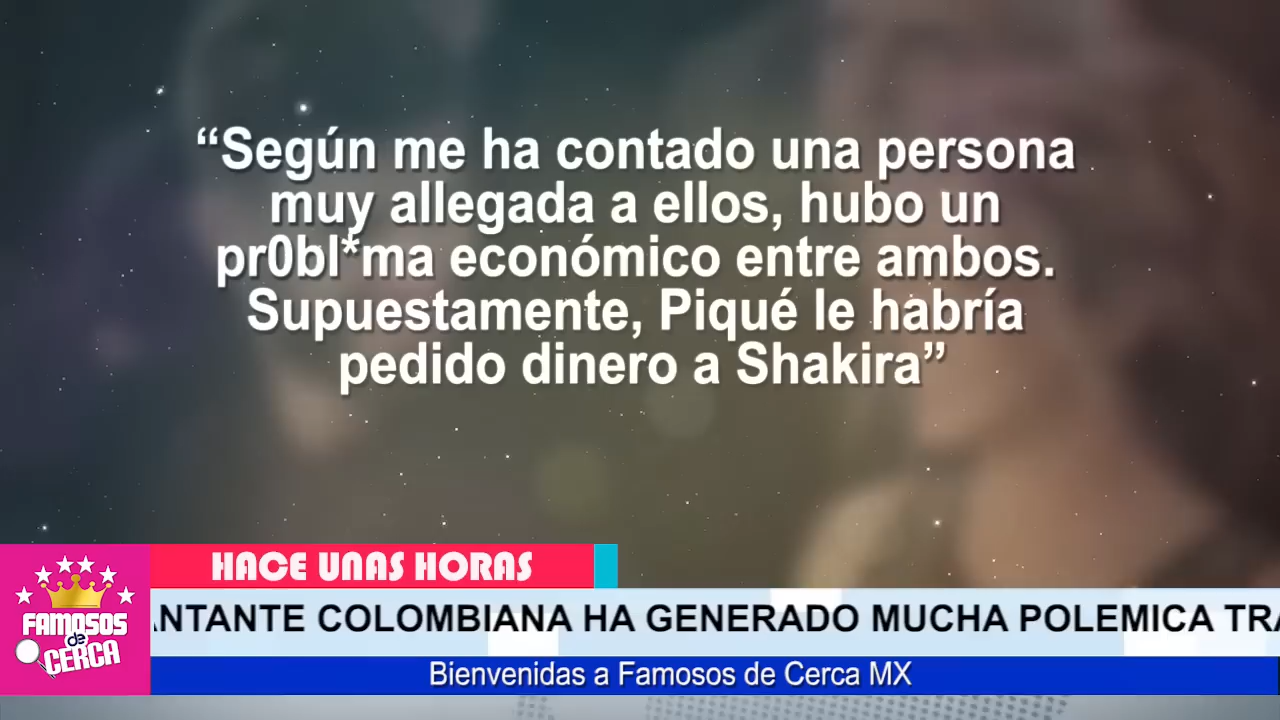 “Según me ha contado una persona
muy allegada a ellos, hubo un
pr0bl*ma económico entre ambos.
Supuestamente, Piqué le habría
pedido dinero a Shakira”
HACE UNAS HORAS
FAMOSOS
de
CERCA
ANTANTE COLOMBIANA HA GENERADO MUCHA POLEMICA TRA
Bienvenidas a Famosos de Cerca MX